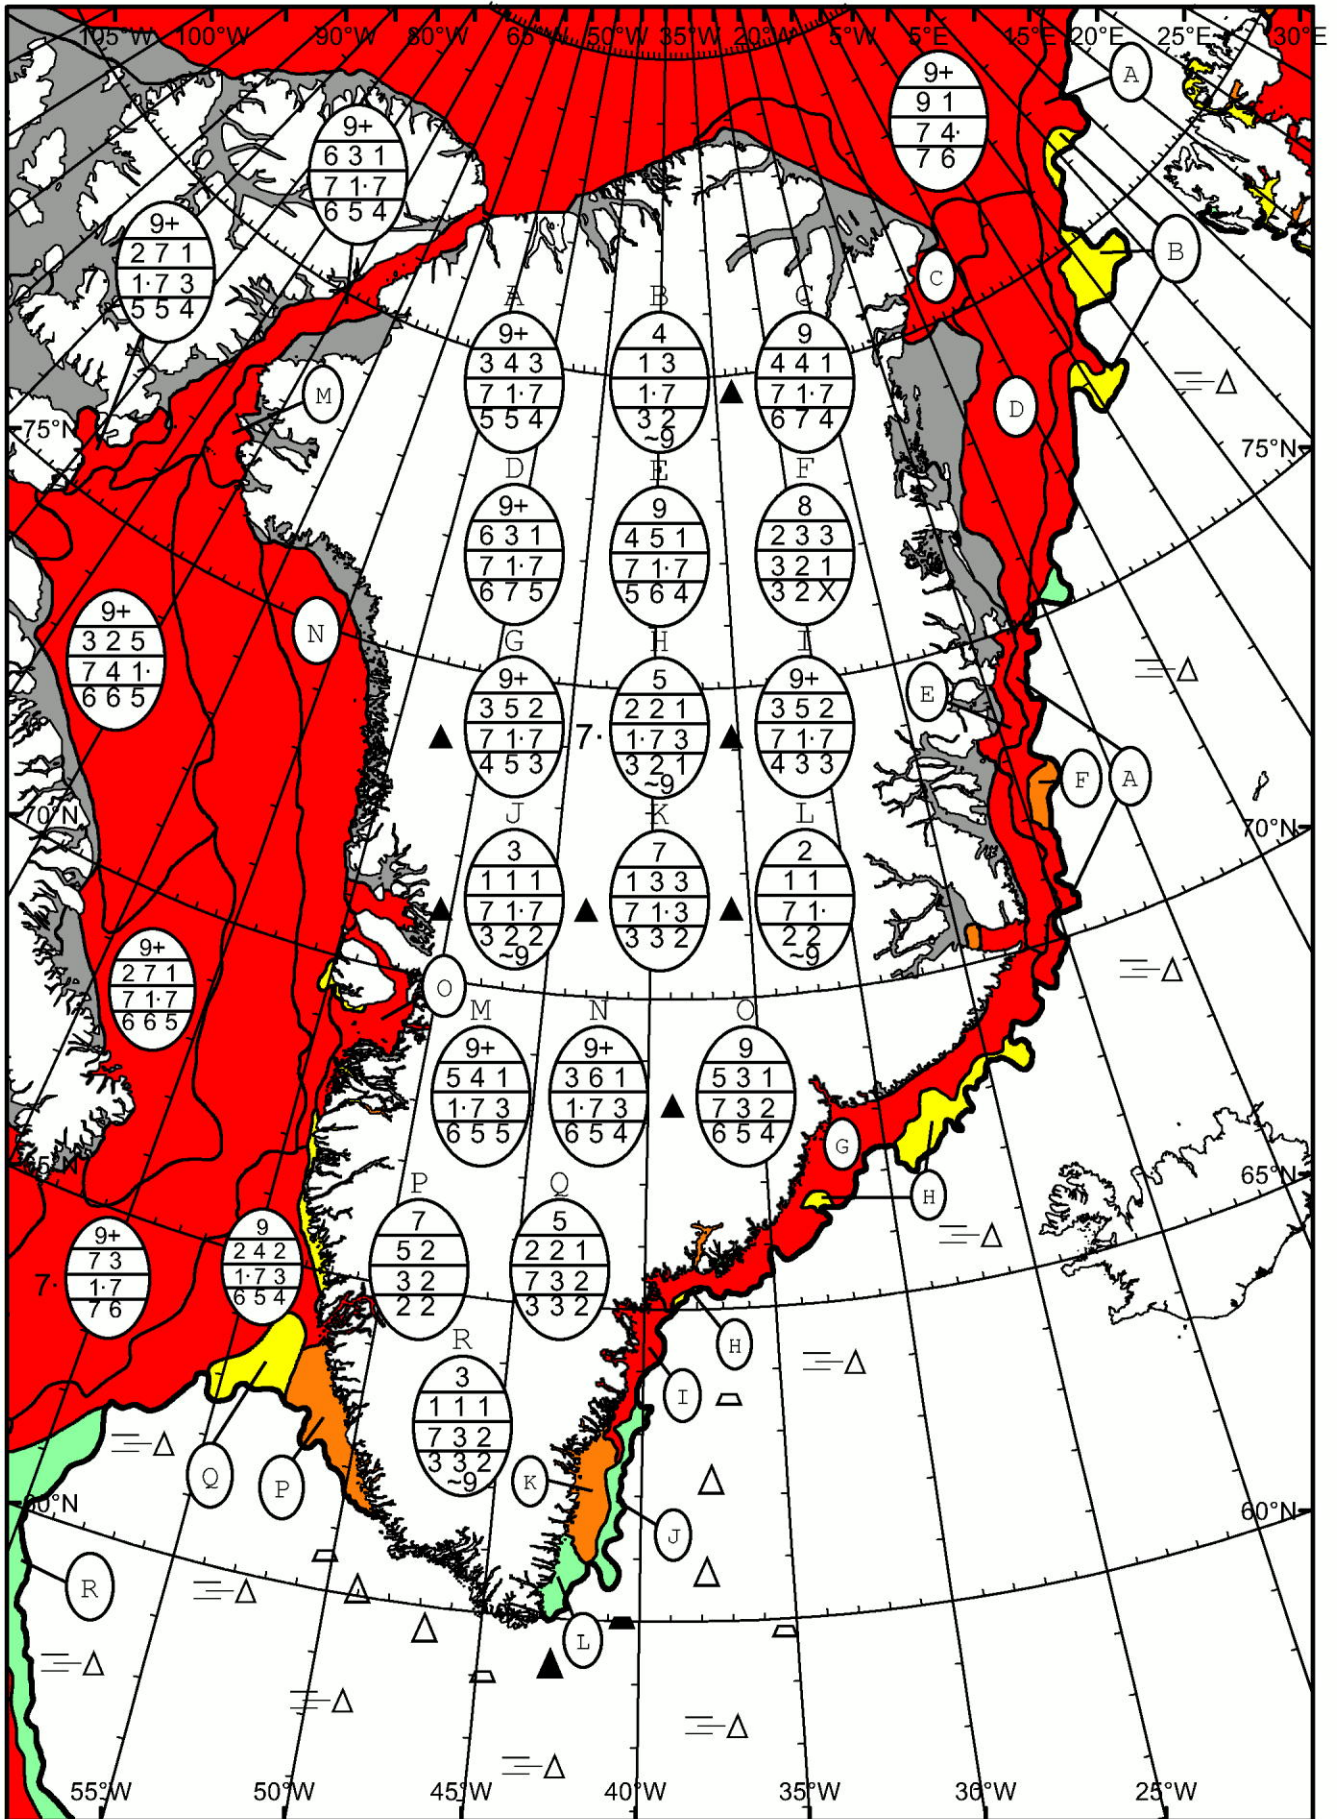 105°W 100°W 90°W 80°W 65°W 50°W 35°W 20°W 5°W 5°E 15°E 20°E 25°E 30°E
9+
9 1
7 4·
7 6
A
9+
6 3 1
7 1·7
6 5 4
9+
2 7 1
1·7 3
5 5 4
B
C
A
9+
3 4 3
7 1·7
5 5 4
B
4
1 3
1·7
3 2
~9
C
9
4 4 1
7 1·7
6 7 4
M
D
75°N
75°N
D
9+
6 3 1
7 1·7
6 7 5
E
9
4 5 1
7 1·7
5 6 4
F
8
2 3 3
3 2 1
3 2 X
9+
3 2 5
7 4 1·
6 6 5
N
G
9+
3 5 2
7 1·7
4 5 3
7·
H
5
2 2 1
1·7 3
3 2 1
~9
I
9+
3 5 2
7 1·7
4 3 3
E
F
A
70°N
70°N
J
3
1 1 1
7 1·7
3 2 2
~9
K
7
1 3 3
7 1·3
3 3 2
L
2
1 1
7 1·
2 2
~9
9+
2 7 1
7 1·7
6 6 5
O
M
9+
5 4 1
1·7 3
6 5 5
N
9+
3 6 1
1·7 3
6 5 4
O
9
5 3 1
7 3 2
6 5 4
G
H
65°N
65°N
7·
9+
7 3
1·7
7 6
9
2 4 2
1·7 3
6 5 4
P
7
5 2
3 2
2 2
Q
5
2 2 1
7 3 2
3 3 2
H
R
3
1 1 1
7 3 2
3 3 2
~9
I
Q
P
K
J
60°N
60°N
R
L
55°W 50°W 45°W 40°W 35°W 30°W 25°W